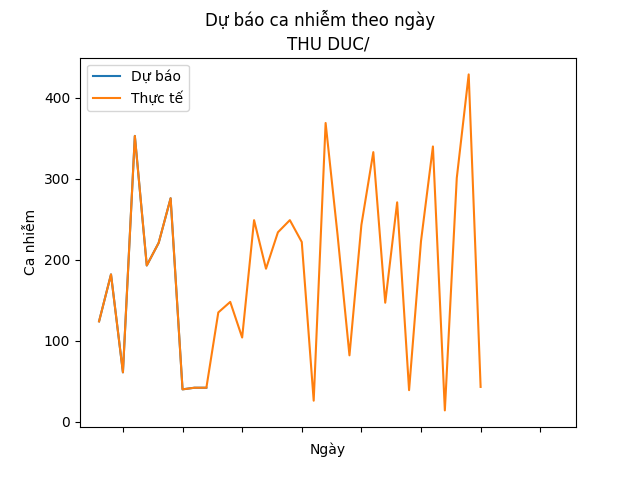 Dự báo ca nhiễm theo ngày
THU DUC/
Dự báo
Thực tế
400
300
200
100
0
Ca nhiễm
Ngày